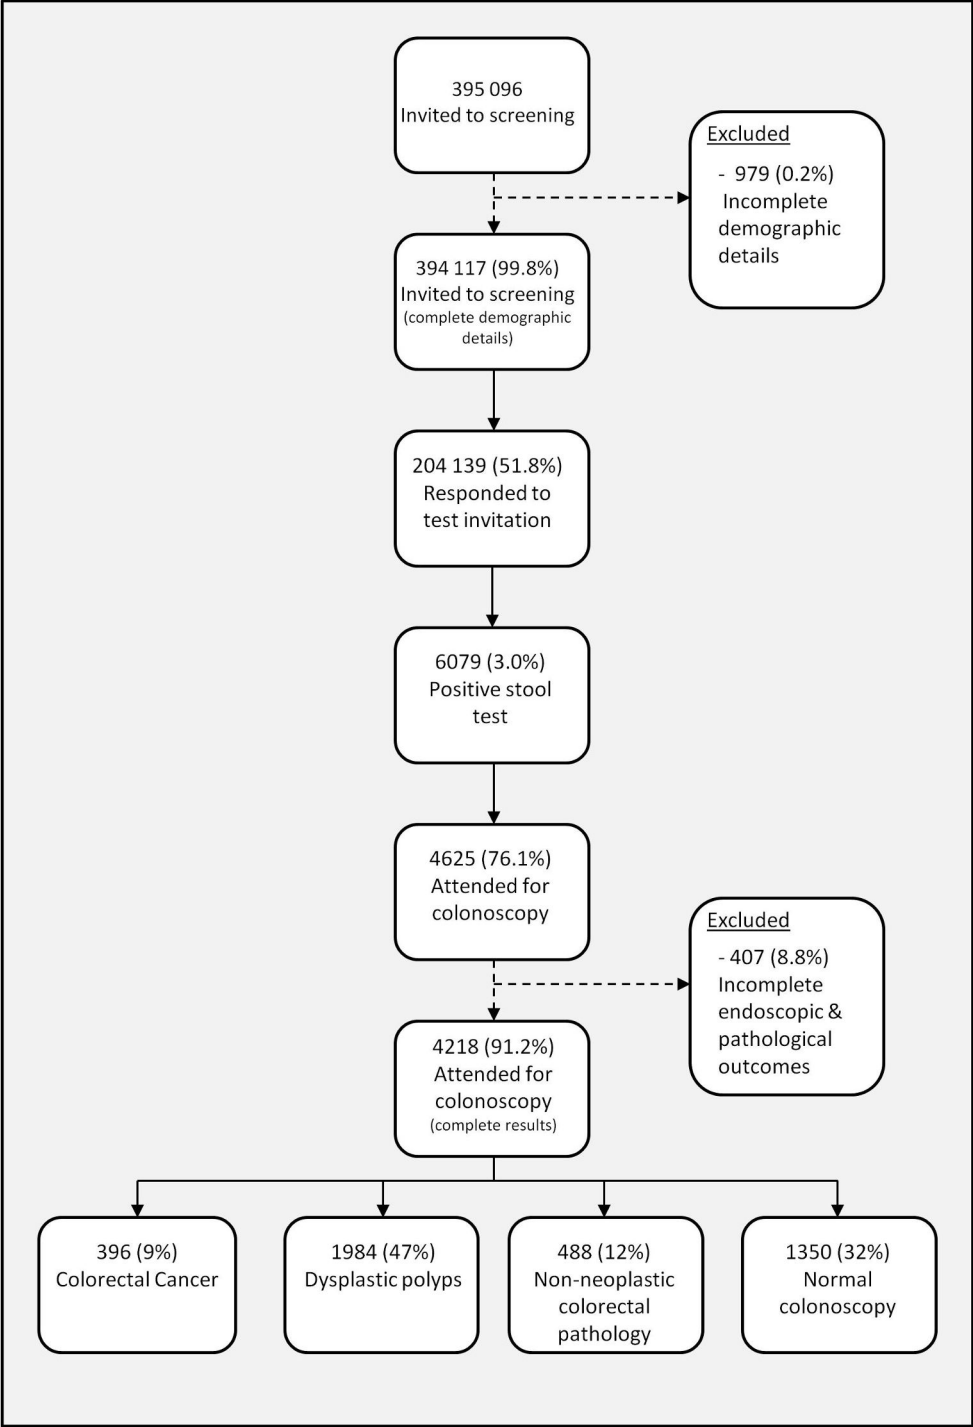 395 096
Invited to screening
Excluded
- 979 (0.2%)
Incomplete
demographic
details
394 117 (99.8%)
Invited to screening
(complete demographic
details)
204 139 (51.8%)
Responded to
test invitation
6079 (3.0%)
Positive stool
test
4625 (76.1%)
Attended for
colonoscopy
Excluded
- 407 (8.8%)
Incomplete
endoscopic &
pathological
outcomes
4218 (91.2%)
Attended for
colonoscopy
(complete results)
396 (9%)
Colorectal Cancer
1984 (47%)
Dysplastic polyps
488 (12%)
Non-neoplastic
colorectal
pathology
1350 (32%)
Normal
colonoscopy